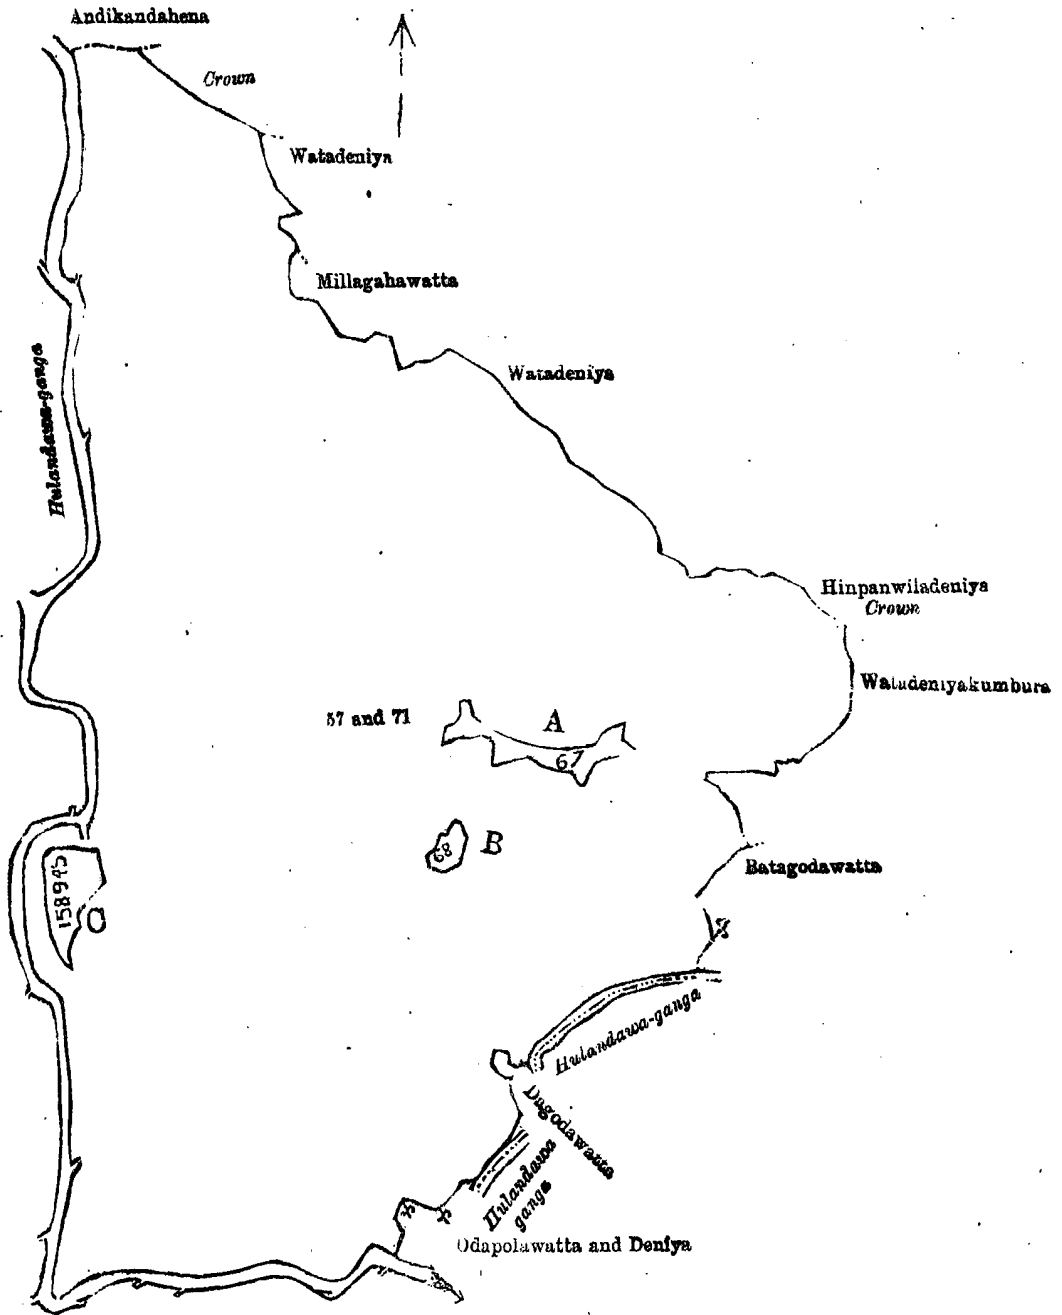 Andikandahena
Crown
Watadeniya
Millagahawatta
Hulandawa-ganga
Watadeniya
Hinpanwiladeniya
Crown
Watadeniyakumbura
57 and 71
A
67
B
68
Batagodawatta
158945
C
Hulandawa-ganga
Dagodawatta
Hulandawa
ganga
Odapolawatta and Deniya